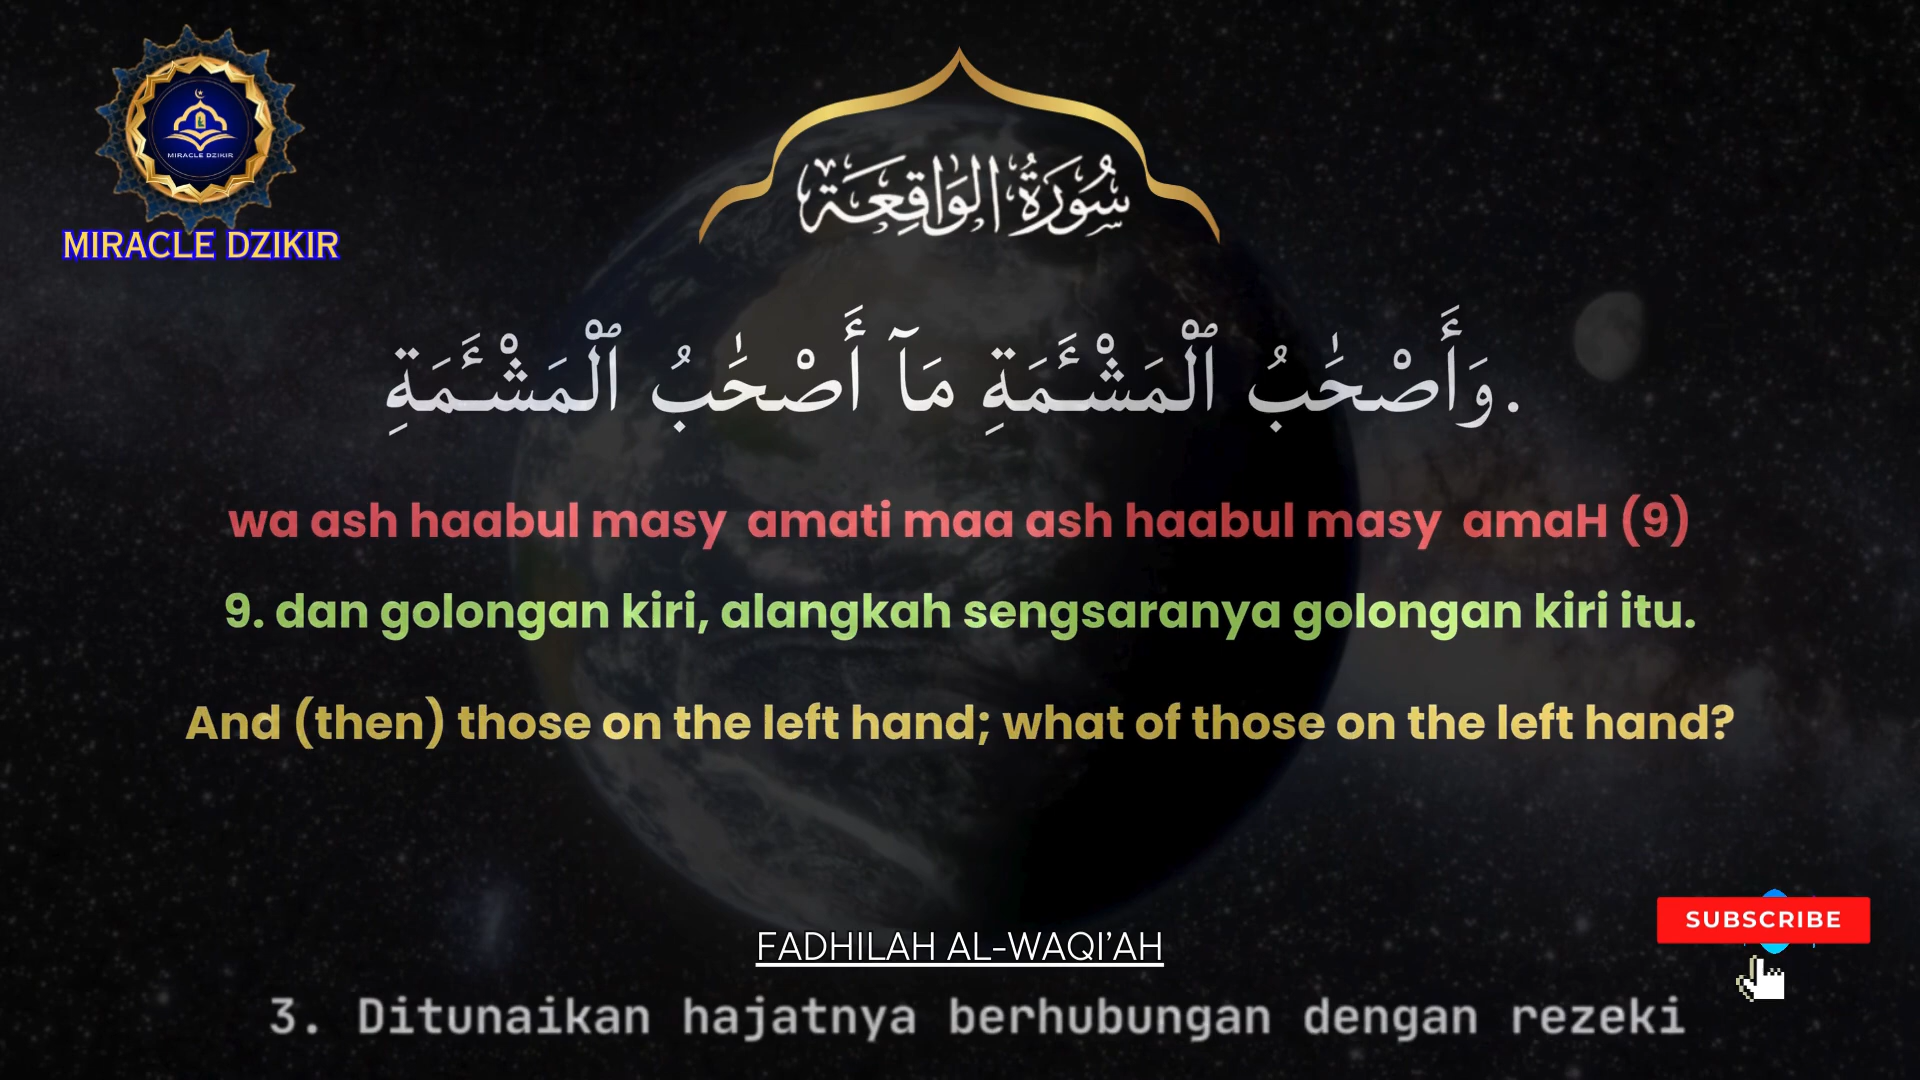 MIRACLE DZIKIR
MIRACLE DZIKIR
سُورَةُ الوَاقِعَة
وَأَصْحَٰبُ ٱلْمَشْـَٔمَةِ مَآ أَصْحَٰبُ ٱلْمَشْـَٔمَةِ.
wa ash haabul masy  amati maa ash haabul masy  amaH (9)
9. dan golongan kiri, alangkah sengsaranya golongan kiri itu.
And (then) those on the left hand; what of those on the left hand?
SUBSCRIBE
FADHILAH AL-WAQI'AH
3. Ditunaikan hajatnya berhubungan dengan rezeki